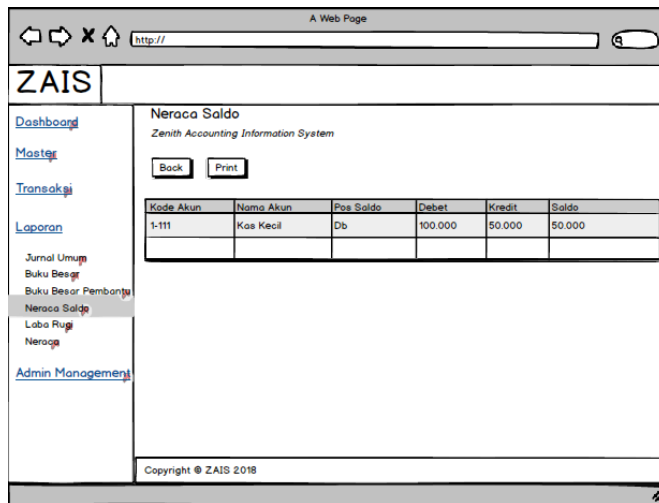 A Web Page
http://
ZAIS
Dashboard
Master
Transaksi
Laporan
Jurnal Umum
Buku Besar
Buku Besar Pembantu
Neraca Saldo
Laba Rugi
Neraca
Admin Management
Neraca Saldo
Zenith Accounting Information System
Back Print
Kode Akun Nama Akun Pos Saldo Debet Kredit Saldo
1-111 Kas Kecil Db 100.000 50.000 50.000
Copyright © ZAIS 2018